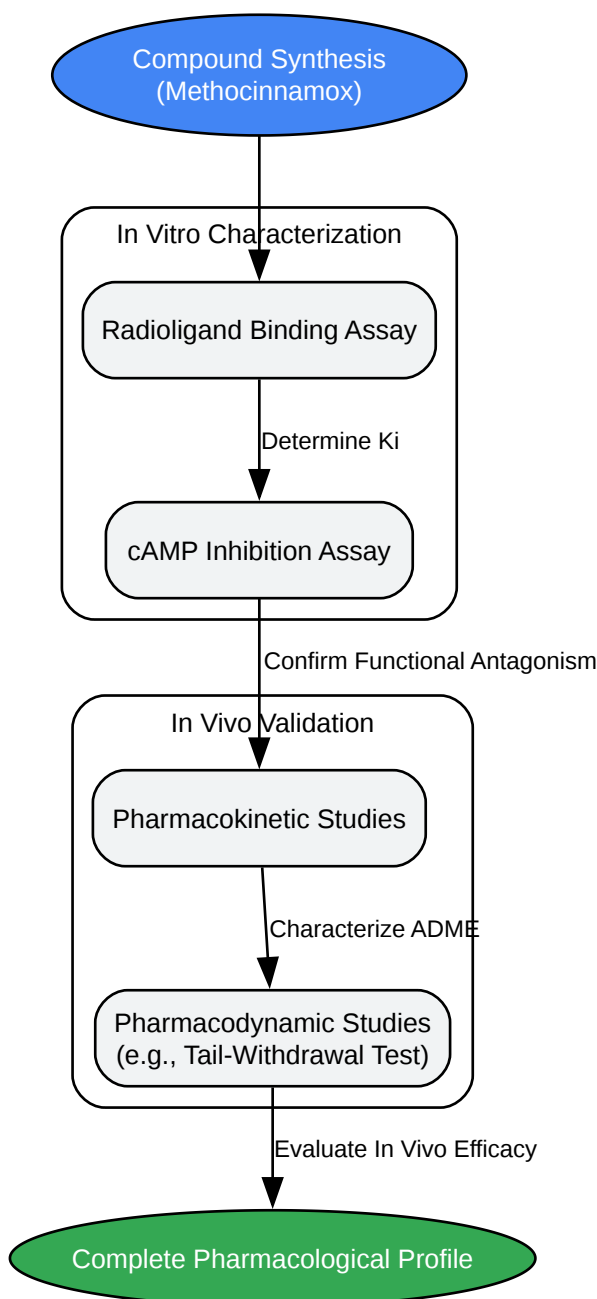 Compound Synthesis
(Methocinnamox)
In Vitro Characterization
Radioligand Binding Assay
Determine Ki
cAMP Inhibition Assay
Confirm Functional Antagonism
In Vivo Validation
Pharmacokinetic Studies
Characterize ADME
Pharmacodynamic Studies
(e.g., Tail-Withdrawal Test)
Evaluate In Vivo Efficacy
Complete Pharmacological Profile